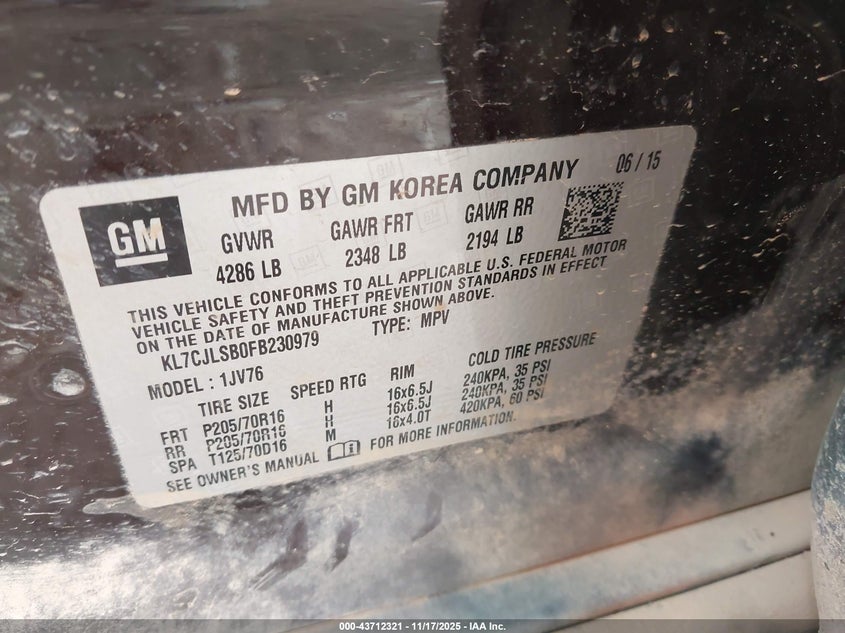 GM
MFD BY GM KOREA COMPANY 06 / 15
GVWR GAWR FRT GAWR RR
4286 LB 2348 LB 2194 LB
THIS VEHICLE CONFORMS TO ALL APPLICABLE U.S. FEDERAL MOTOR
VEHICLE SAFETY AND THEFT PREVENTION STANDARDS IN EFFECT
ON THE DATE OF MANUFACTURE SHOWN ABOVE.
KL7CJLSB0FB230979 TYPE: MPV
MODEL : 1JV76
TIRE SIZE SPEED RTG RIM COLD TIRE PRESSURE
FRT P205/70R16 H 16x6.5J 240KPA, 35 PSI
RR P205/70R16 H 16x6.5J 240KPA, 35 PSI
SPA T125/70D16 M 16x4.0T 420KPA, 60 PSI
SEE OWNER'S MANUAL FOR MORE INFORMATION.
000-43712321 - 11/17/2025 - IAA Inc.